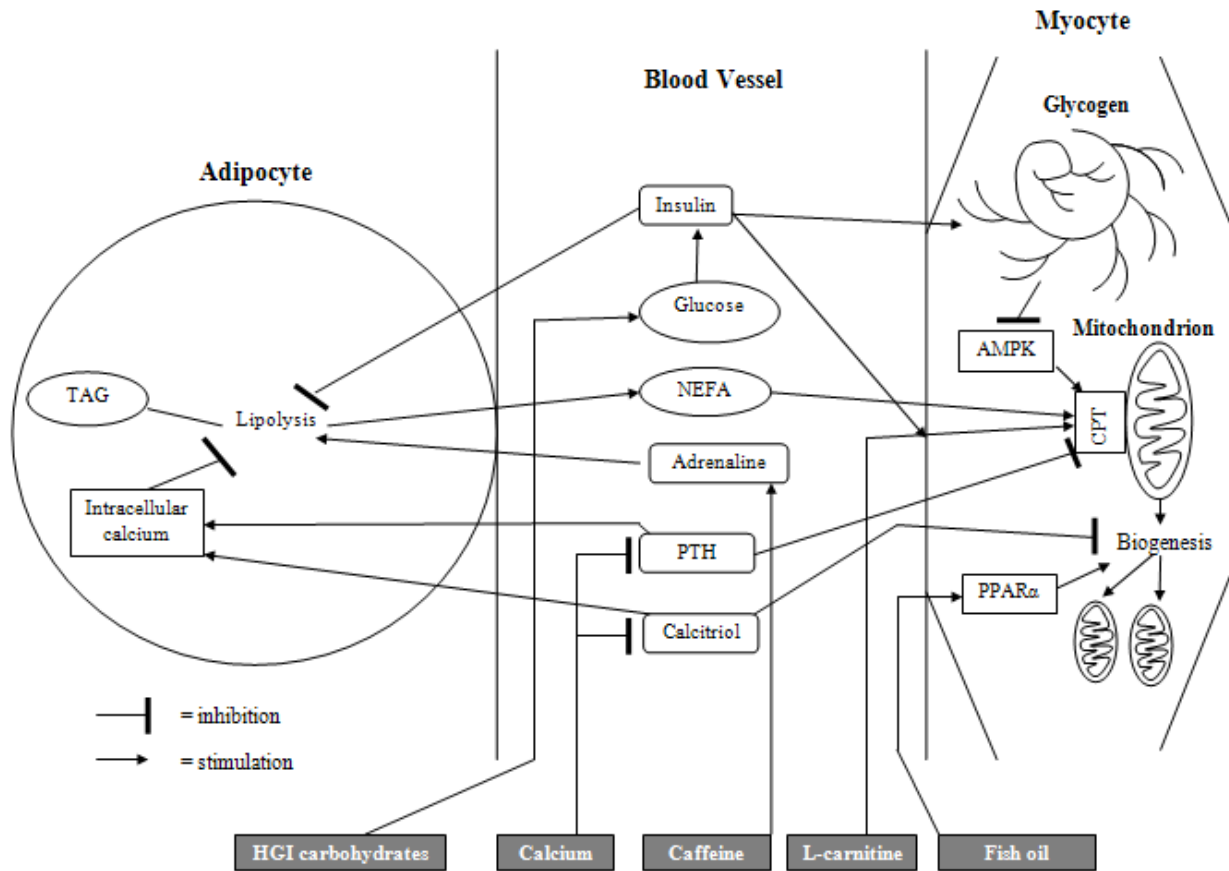 Myocyte
Blood Vessel
Glycogen
Adipocyte
Insulin
Glucose
Mitochondrion
AMPK
TAG
NEFA
Lipolysis
CPT
Adrenaline
Intracellular
calcium
PTH
Biogenesis
PPARα
Calcitriol
= inhibition
= stimulation
HGI carbohydrates
Calcium
Caffeine
L-carnitine
Fish oil